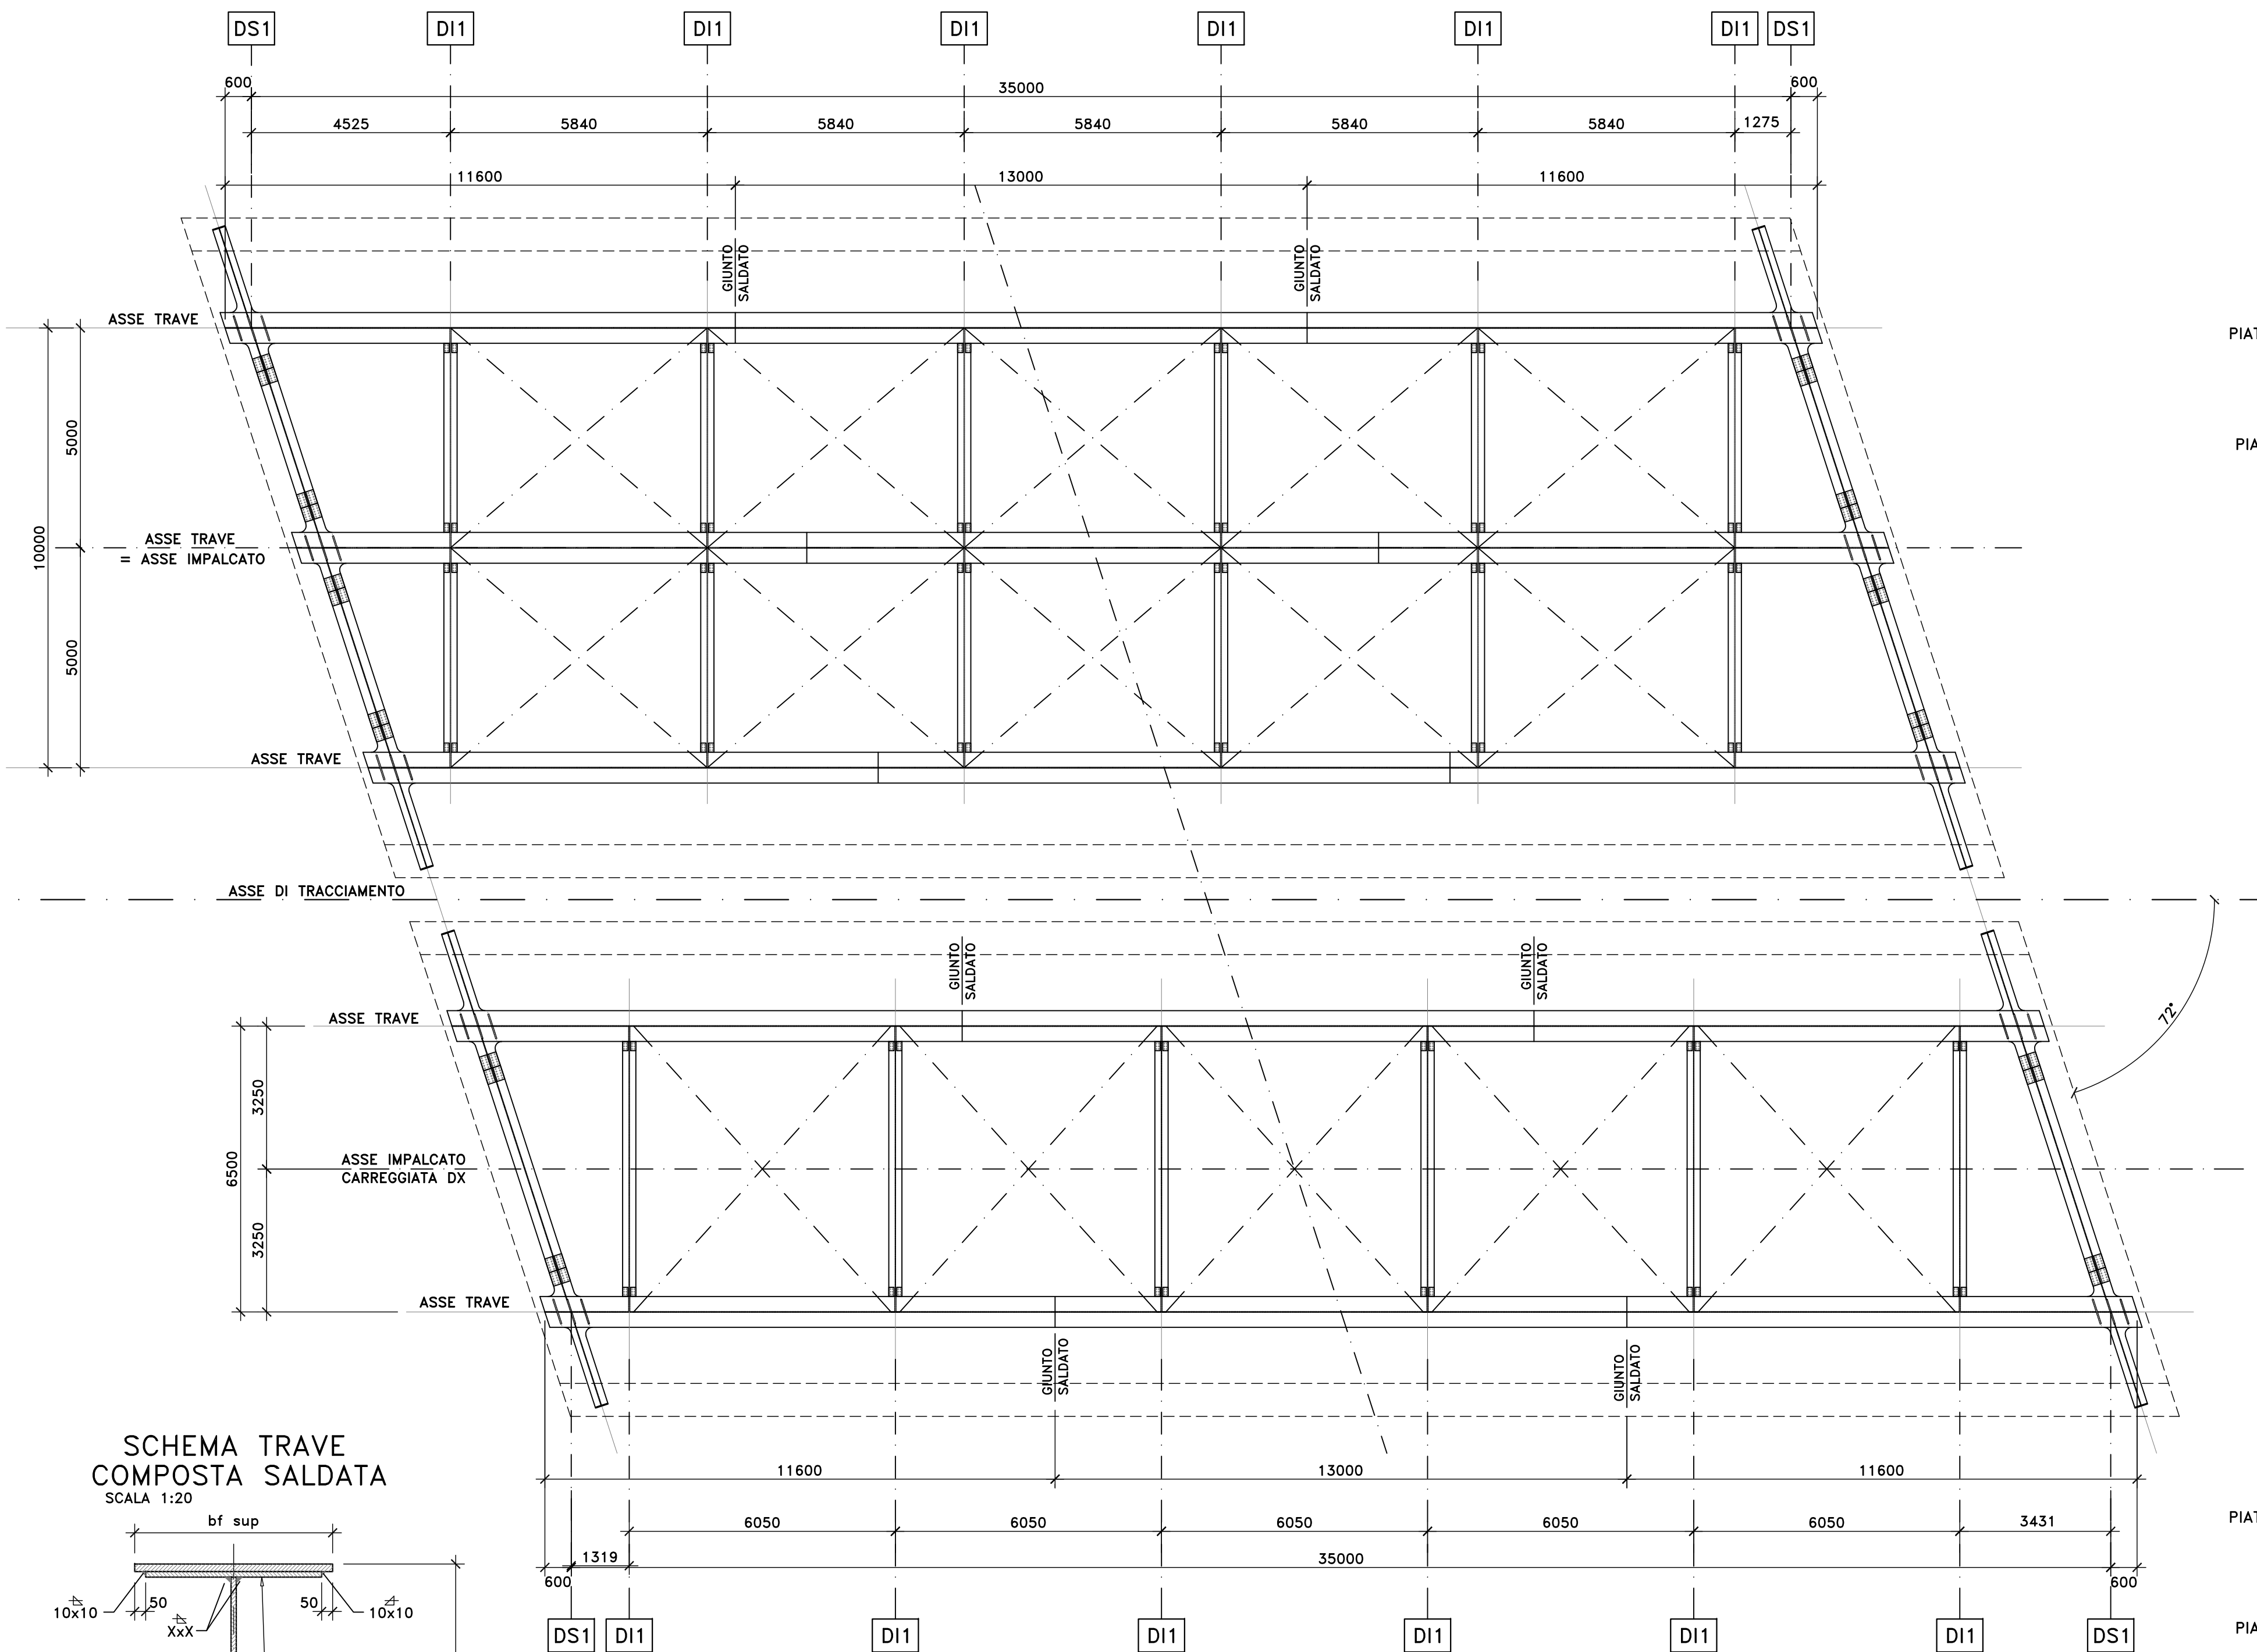 DS1 DI1 DI1 DI1 DI1 DI1 DI1 DS1
600 35000 600
4525 5840 5840 5840 5840 5840 1275
11600 13000 11600
GIUNTO
SALDATO
GIUNTO
SALDATO
ASSE TRAVE
5000
10000
ASSE TRAVE
= ASSE IMPALCATO
5000
ASSE TRAVE
PIAT
PIA
ASSE DI TRACCIAMENTO
72°
GIUNTO
SALDATO
GIUNTO
SALDATO
ASSE TRAVE
3250
6500
ASSE IMPALCATO
CARREGGIATA DX
3250
ASSE TRAVE
GIUNTO
SALDATO
GIUNTO
SALDATO
11600 13000 11600
6050 6050 6050 6050 6050 3431
1319 35000
600 600
DS1 DI1 DI1 DI1 DI1 DI1 DI1 DS1
PIAT
PIA
SCHEMA TRAVE
COMPOSTA SALDATA
SCALA 1:20
bf sup
10x10 50 50 10x10
XxX